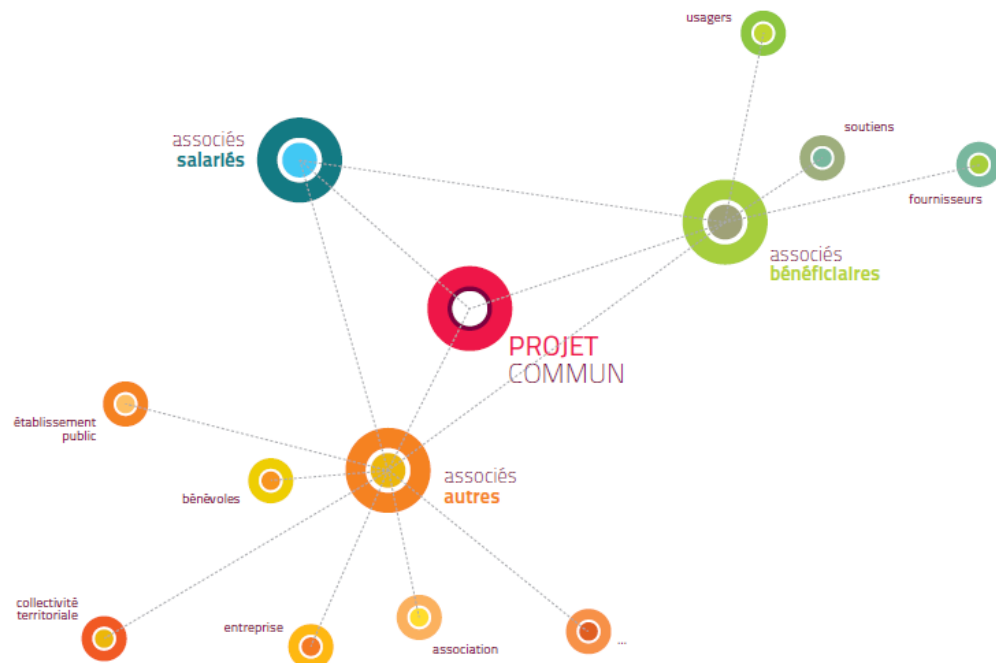 usagers
associés
salariés
soutiens
fournisseurs
associés
bénéficiaires
PROJET
COMMUN
établissement
public
bénévoles
associés
autres
collectivité
territoriale
entreprise
association
...